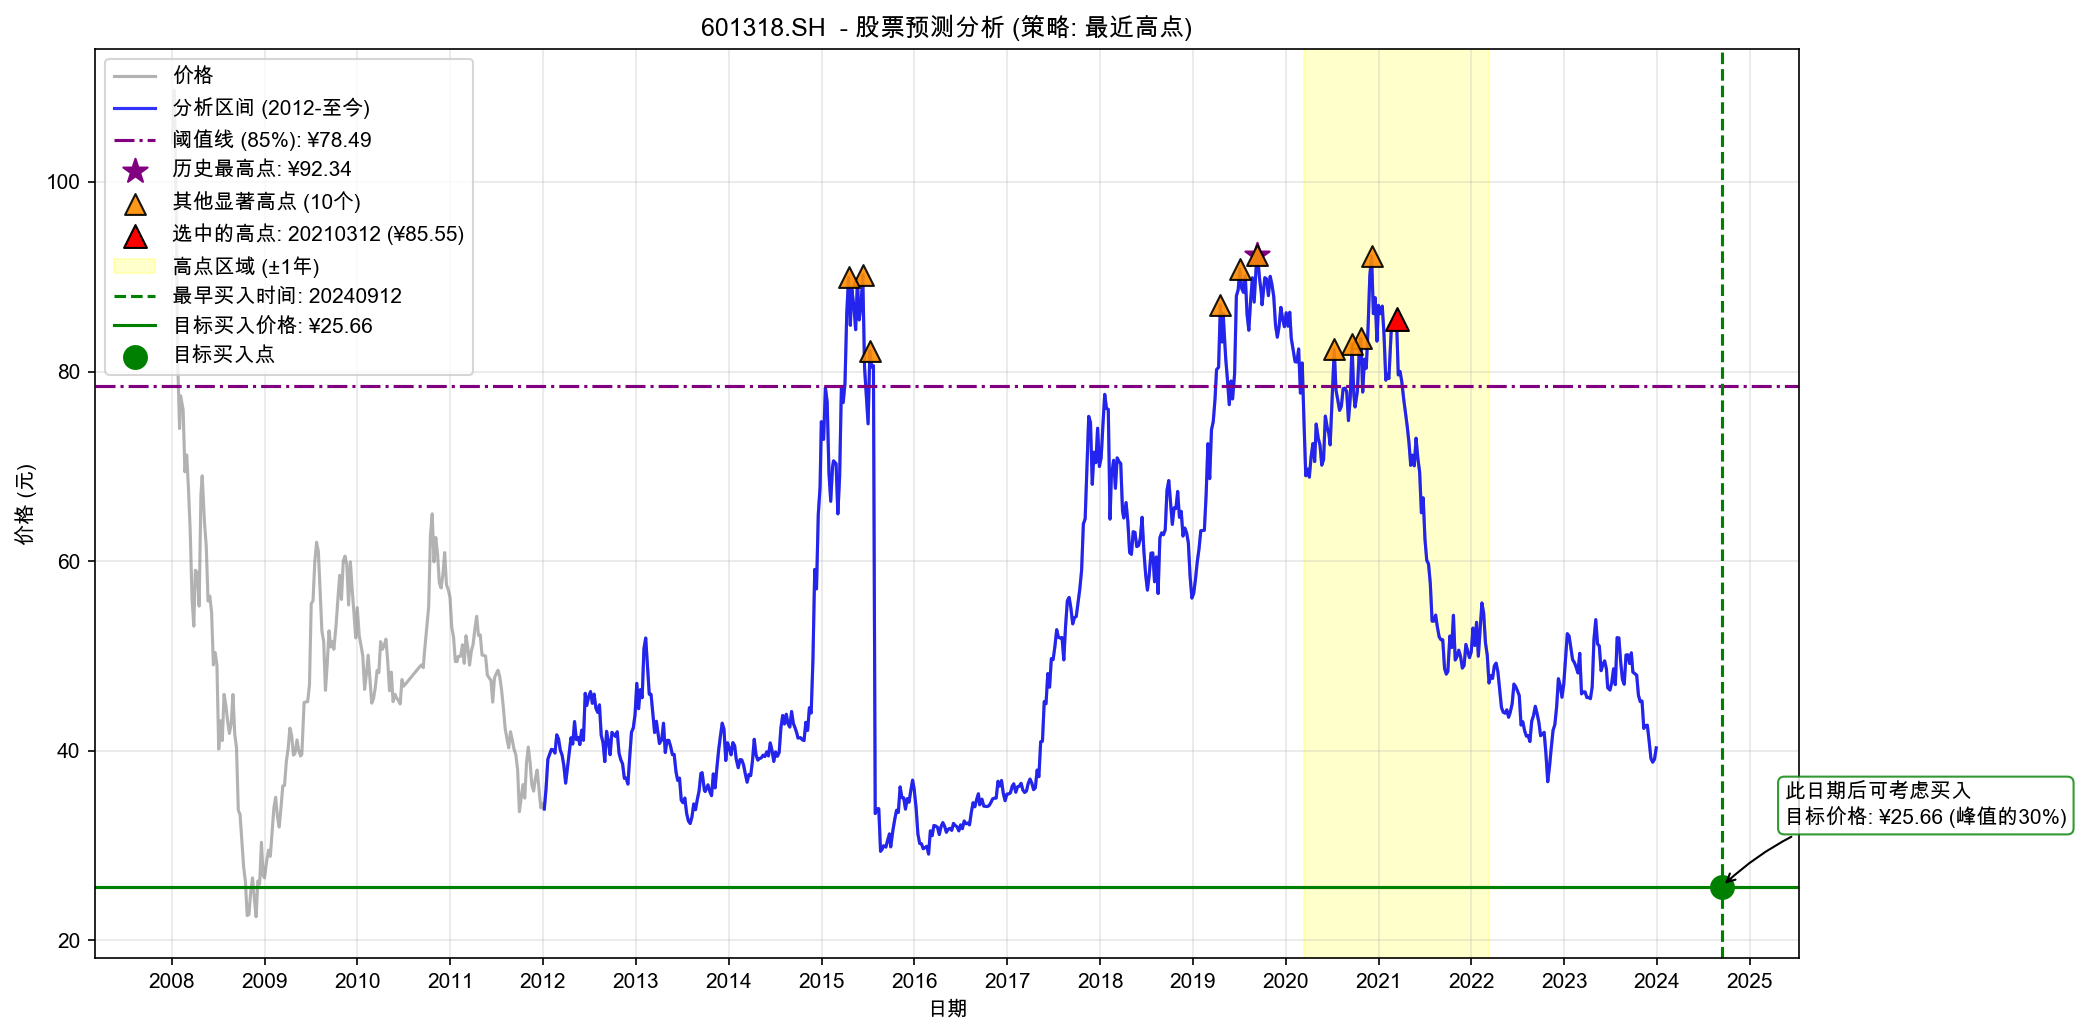 601318.SH - 股票预测分析 (策略: 最近高点)
价格
分析区间 (2012-至今)
阈值线 (85%): ¥78.49
历史最高点: ¥92.34
其他显著高点 (10个)
选中的高点: 20210312 (¥85.55)
高点区域 (±1年)
最早买入时间: 20240912
目标买入价格: ¥25.66
目标买入点
价格 (元)
100
80
60
40
20
此日期后可考虑买入
目标价格: ¥25.66 (峰值的30%)
2008 2009 2010 2011 2012 2013 2014 2015 2016 2017 2018 2019 2020 2021 2022 2023 2024 2025
日期